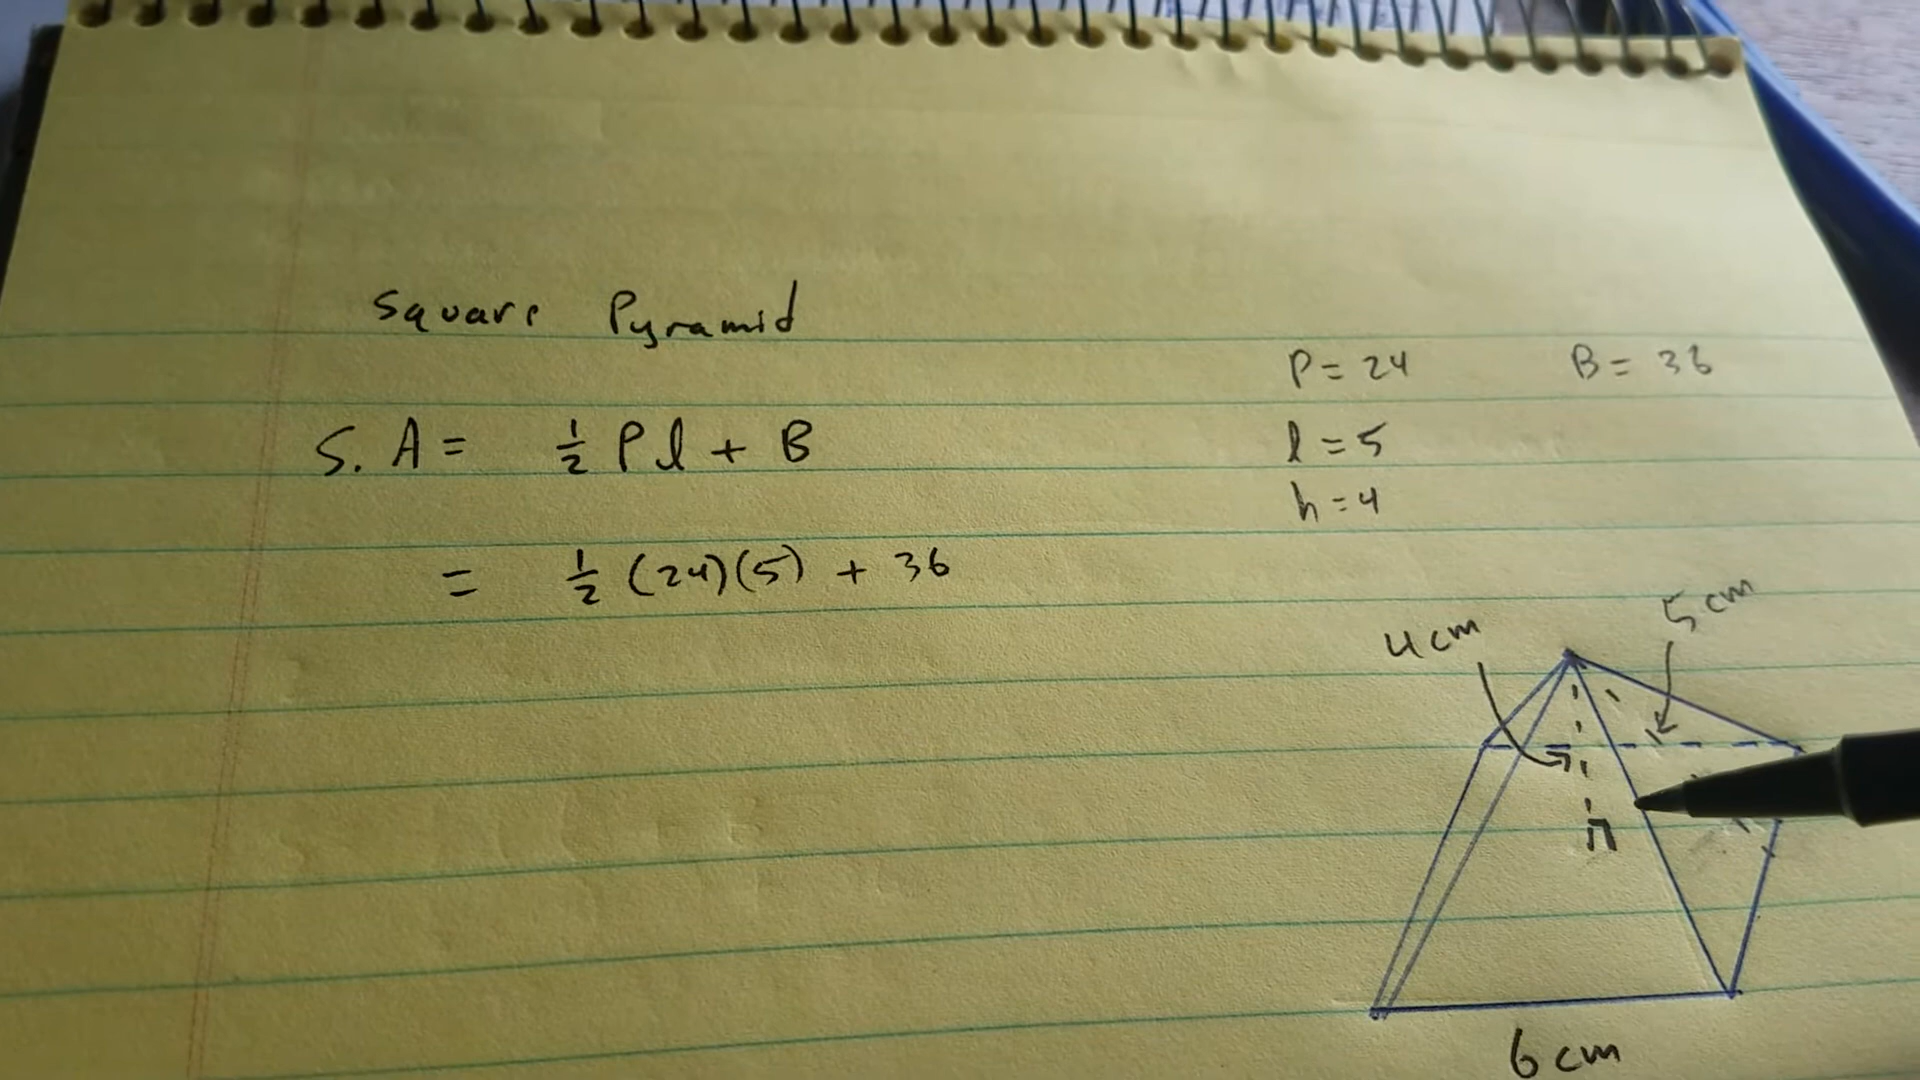 Square Pyramid
P = 24 B = 36
S. A = ½ P l + B
l = 5
h = 4
= ½ (24)(5) + 36
4 cm 5 cm
6 cm